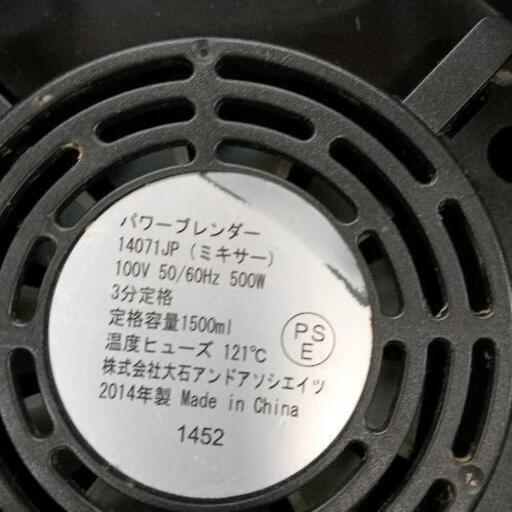 パワーブレンダー
14071JP (ミキサー)
100V 50/60Hz 500W
3分定格
定格容量1500ml
温度ヒューズ 121℃
PS
E
株式会社大石アンドアソシエイツ
2014年製 Made in China
1452